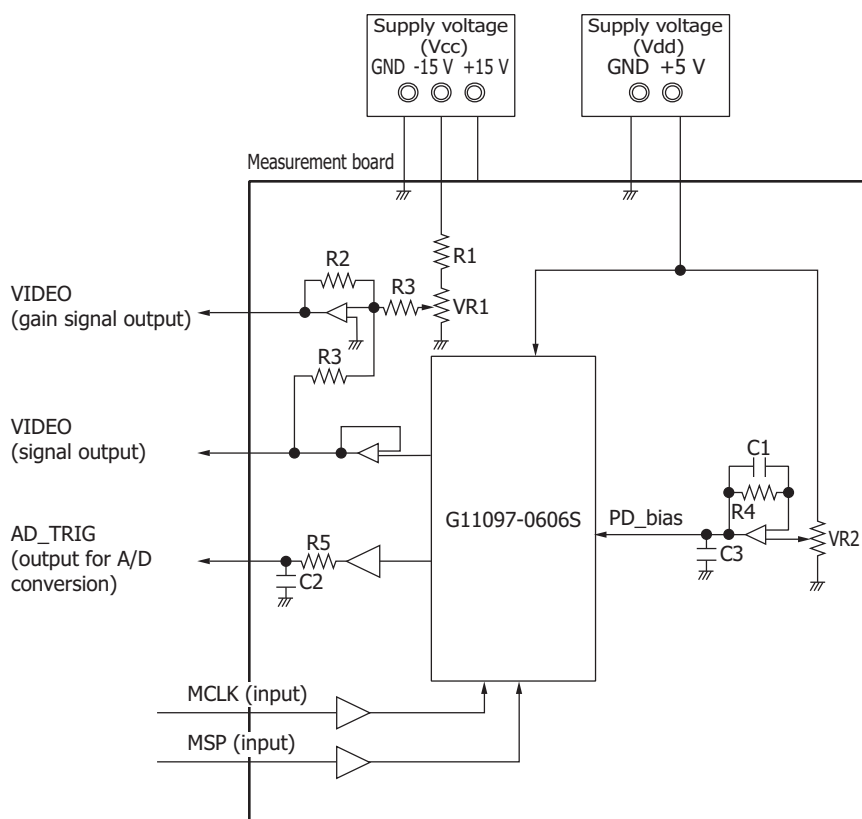 Supply voltage
(Vcc)
GND -15 V +15 V
Supply voltage
(Vdd)
GND +5 V
Measurement board
R1
R2
R3
VR1
VIDEO
(gain signal output)
R3
VIDEO
(signal output)
C1
R4
G11097-0606S
PD_bias
VR2
C3
AD_TRIG
(output for A/D
conversion)
R5
C2
MCLK (input)
MSP (input)